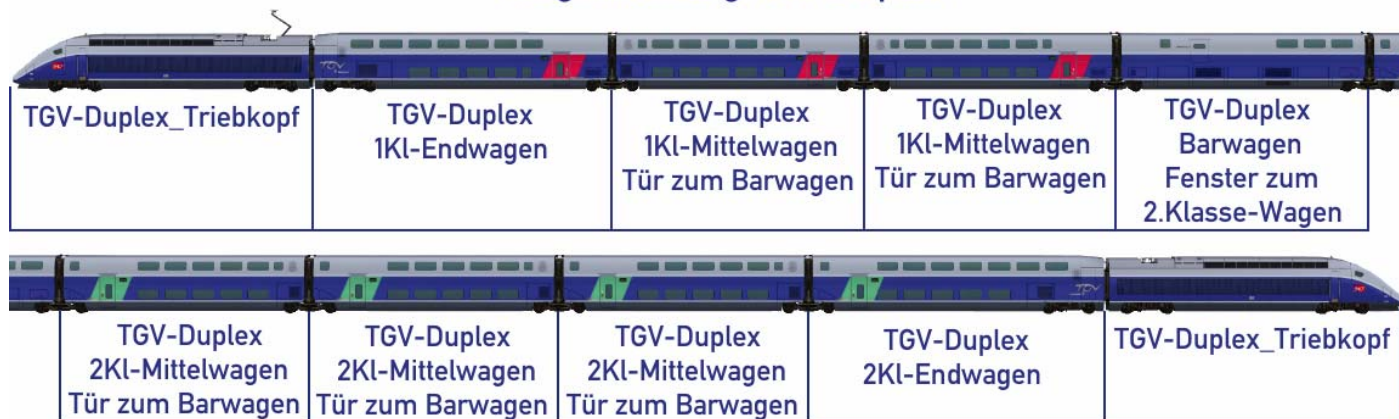 TGV-Duplex_Triebkopf
TGV-Duplex
1Kl-Endwagen
TGV-Duplex
1Kl-Mittelwagen
Tür zum Barwagen
TGV-Duplex
1Kl-Mittelwagen
Tür zum Barwagen
TGV-Duplex
Barwagen
Fenster zum
2.Klasse-Wagen
TGV-Duplex
2Kl-Mittelwagen
Tür zum Barwagen
TGV-Duplex
2Kl-Mittelwagen
Tür zum Barwagen
TGV-Duplex
2Kl-Mittelwagen
Tür zum Barwagen
TGV-Duplex
2Kl-Endwagen
TGV-Duplex_Triebkopf